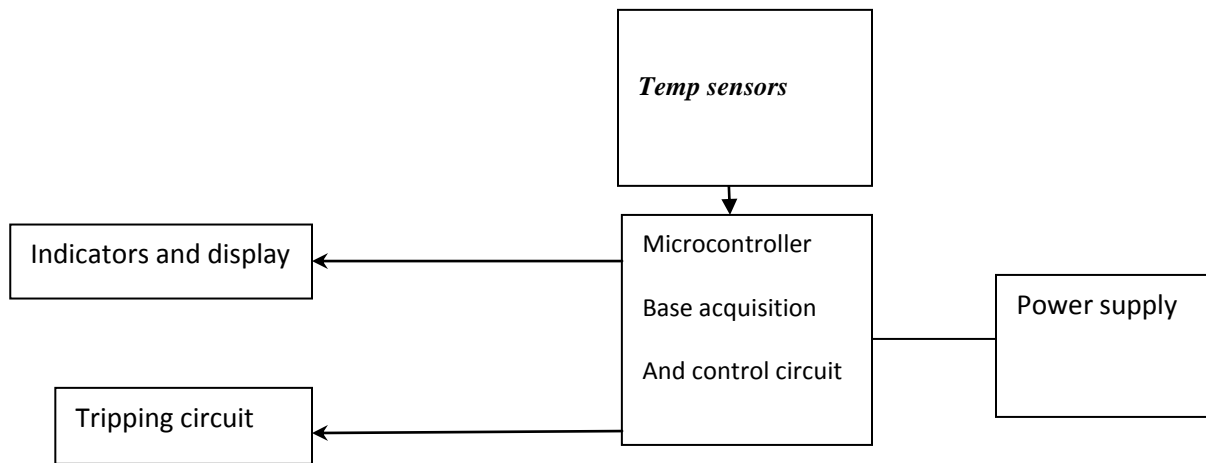 Temp sensors
Indicators and display
Microcontroller
Base acquisition
And control circuit
Power supply
Tripping circuit